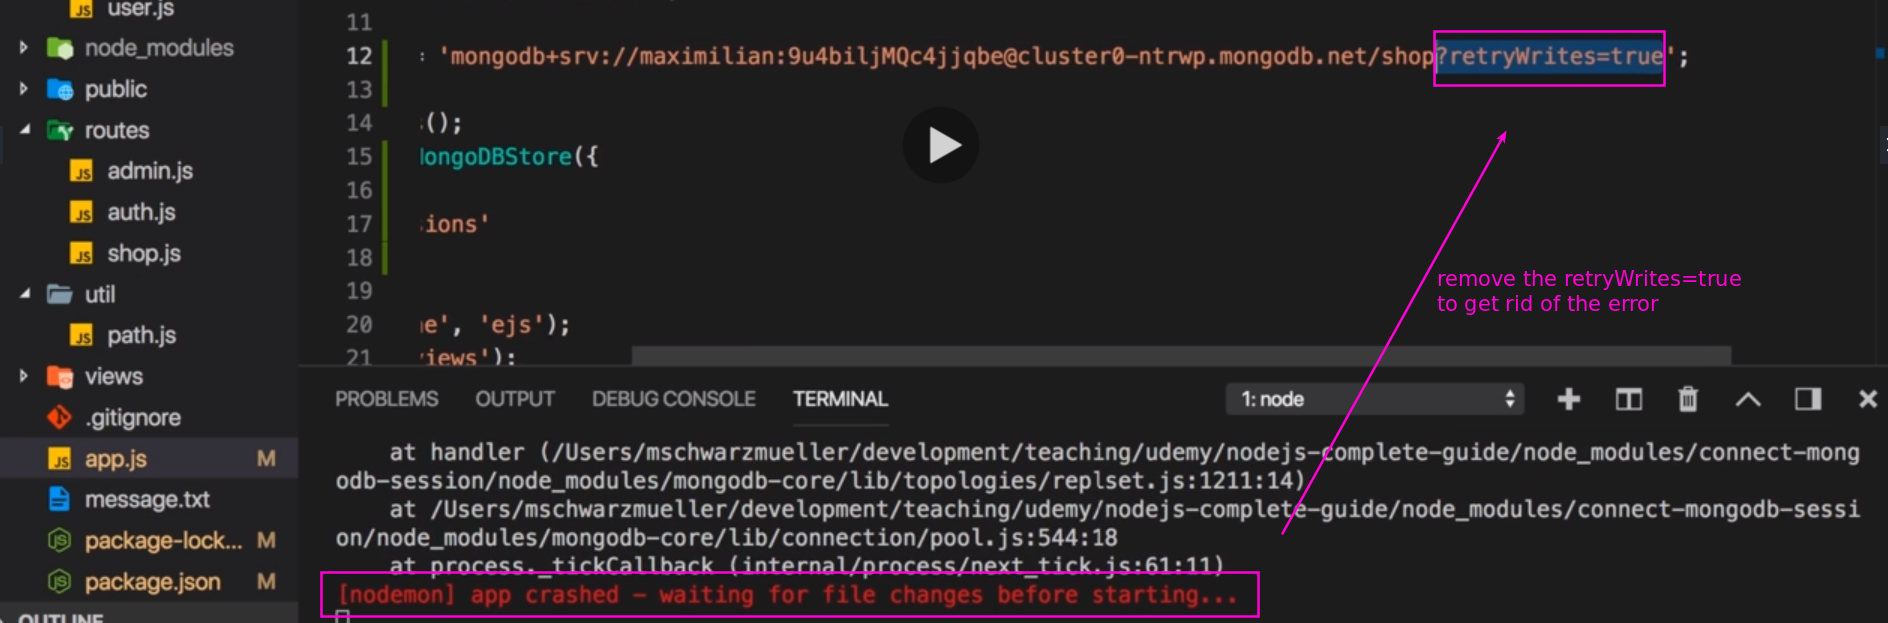 user.js
node_modules
public
routes
admin.js
auth.js
shop.js
util
path.js
views
.gitignore
app.js M
message.txt
package-lock... M
package.json M
OUTLINE
11
12 : 'mongodb+srv://maximilian:9u4biljMQc4jjqbe@cluster0-ntrwp.mongodb.net/shop?retryWrites=true';
13
14 ();
15 ongoDBStore({
16
17 ions'
18
19
20 e', 'ejs');
21 iews');
remove the retryWrites=true
to get rid of the error
PROBLEMS OUTPUT DEBUG CONSOLE TERMINAL 1: node
at handler (/Users/mschwarzmueller/development/teaching/udemy/nodejs-complete-guide/node_modules/connect-mong
odb-session/node_modules/mongodb-core/lib/topologies/replset.js:1211:14)
at /Users/mschwarzmueller/development/teaching/udemy/nodejs-complete-guide/node_modules/connect-mongodb-sessi
on/node_modules/mongodb-core/lib/connection/pool.js:544:18
at process._tickCallback (internal/process/next_tick.js:61:11)
[nodemon] app crashed - waiting for file changes before starting...